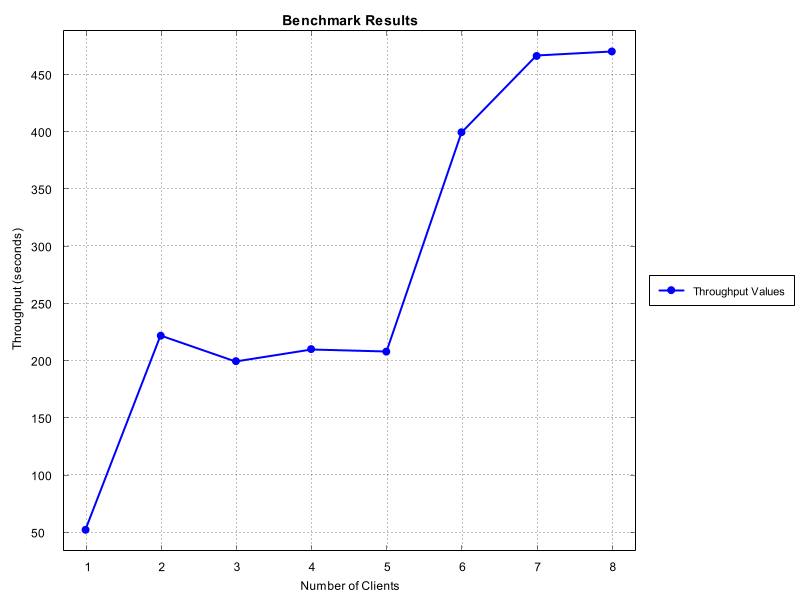 Benchmark Results
450
400
350
300
250
200
150
100
50
Throughput (seconds)
1 2 3 4 5 6 7 8
Number of Clients
Throughput Values